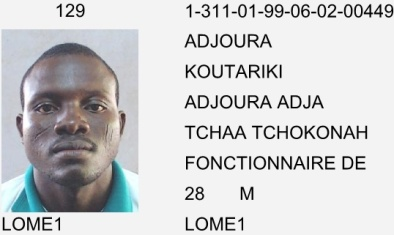 129
1-311-01-99-06-02-00449
ADJOURA
KOUTARIKI
ADJOURA ADJA
TCHAA TCHOKONAH
FONCTIONNAIRE DE
28 M
LOME1
LOME1